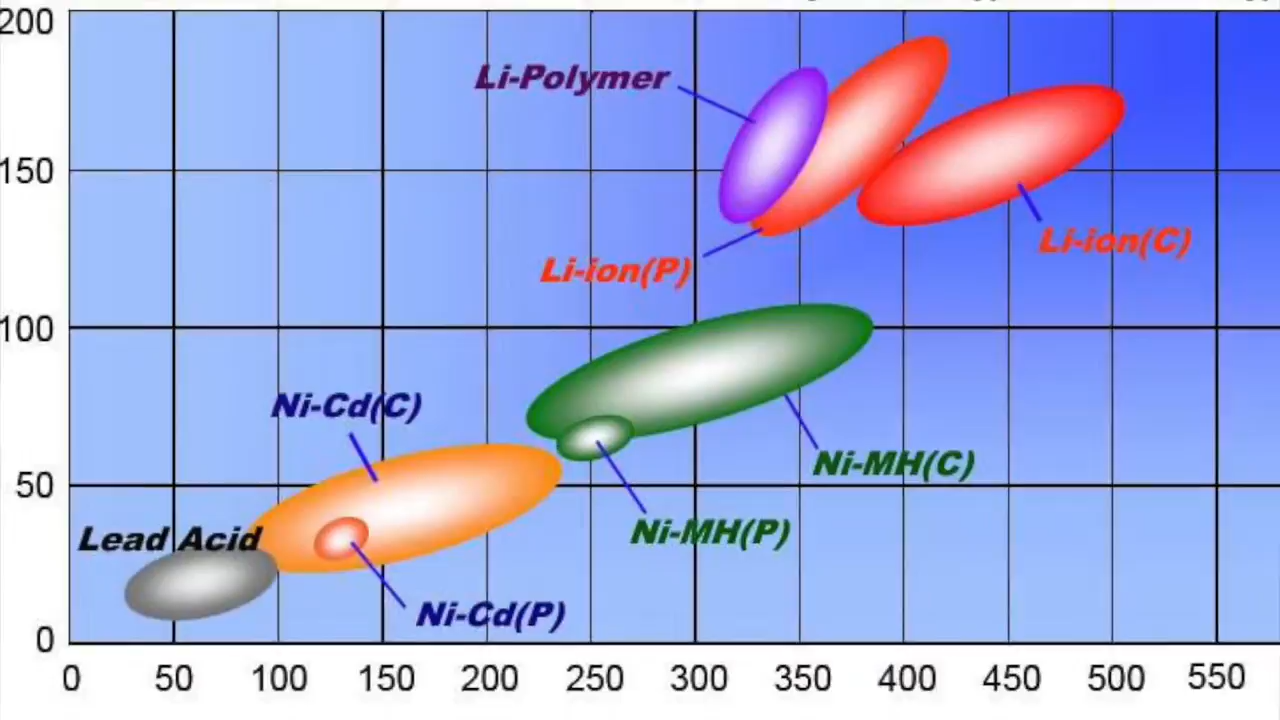 200
Li-Polymer
150
Li-ion(C)
Li-ion(P)
100
Ni-Cd(C)
Ni-MH(C)
50
Ni-MH(P)
Lead Acid
Ni-Cd(P)
0
0 50 100 150 200 250 300 350 400 450 500 550